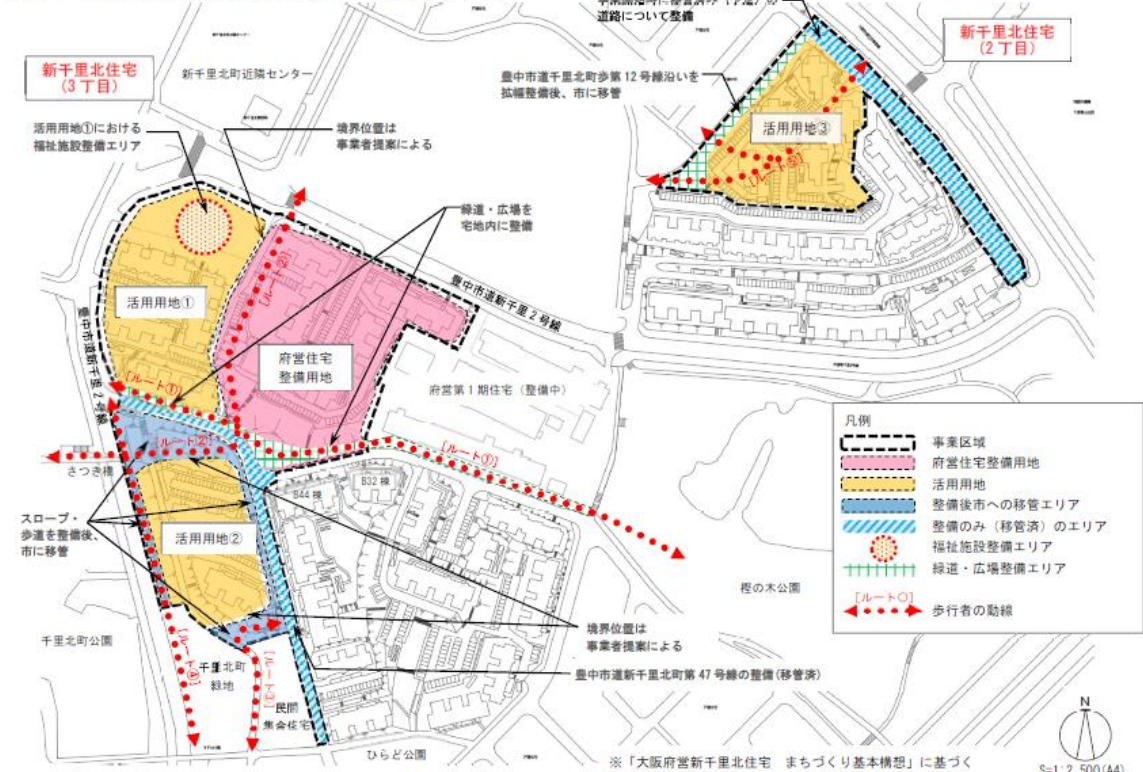 道路について整備
新千里北住宅
(2丁目)
新千里北住宅
(3丁目)
新千里北町近隣センター
豊中市道千里北町歩第12号線沿いを
拡幅整備後、市に移管
活用用地①における
福祉施設整備エリア
境界位置は
事業者提案による
活用用地③
[ルート⑤]
緑道・広場を
宅地内に整備
[ルート②]
豊中市道新千里2号線
活用用地①
豊中市道新千里2号線
府営住宅
整備用地
府営第1期住宅(整備中)
[ルート①]
[ルート②]
[ルート①]
さつき橋
B44棟
B32棟
スロープ・
歩道を整備後、
市に移管
活用用地②
凡例
事業区域
府営住宅整備用地
活用用地
整備後市への移管エリア
整備のみ(移管済)のエリア
福祉施設整備エリア
緑道・広場整備エリア
[ルート○]
歩行者の動線
樫の木公園
千里北町公園
境界位置は
事業者提案による
[ルート④]
千里北町
緑地
[ルート③]
豊中市道新千里北町第47号線の整備(移管済)
民間
集合住宅
ひらど公園
N
※「大阪府営新千里北住宅 まちづくり基本構想」に基づく
S=1:2,500(A4)